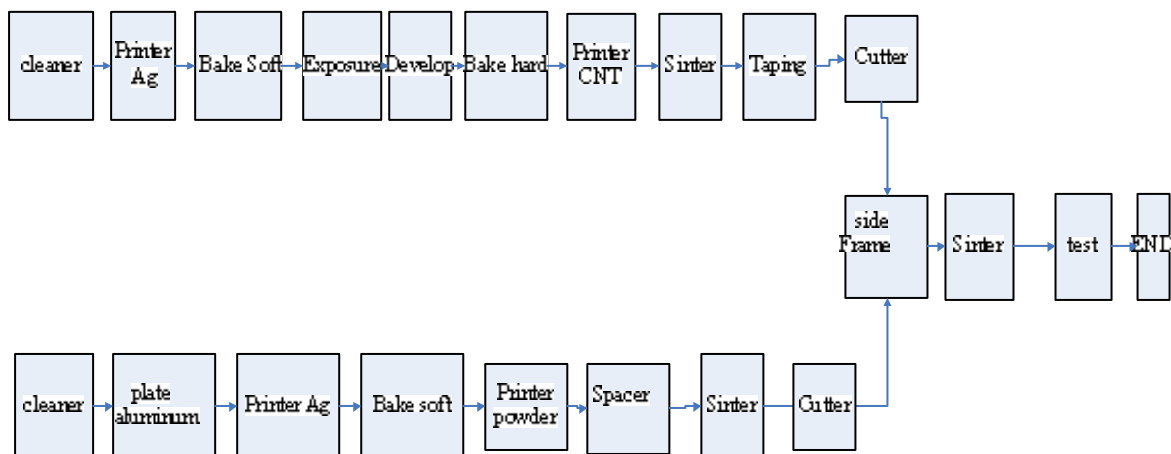 cleaner
Printer
Ag
Bake Soft
Exposure
Develop
Bake hard
Printer
CNT
Sinter
Taping
Cutter
side
Frame
Sinter
test
END
cleaner
plate
aluminum
Printer Ag
Bake soft
Printer
powder
Spacer
Sinter
Cutter